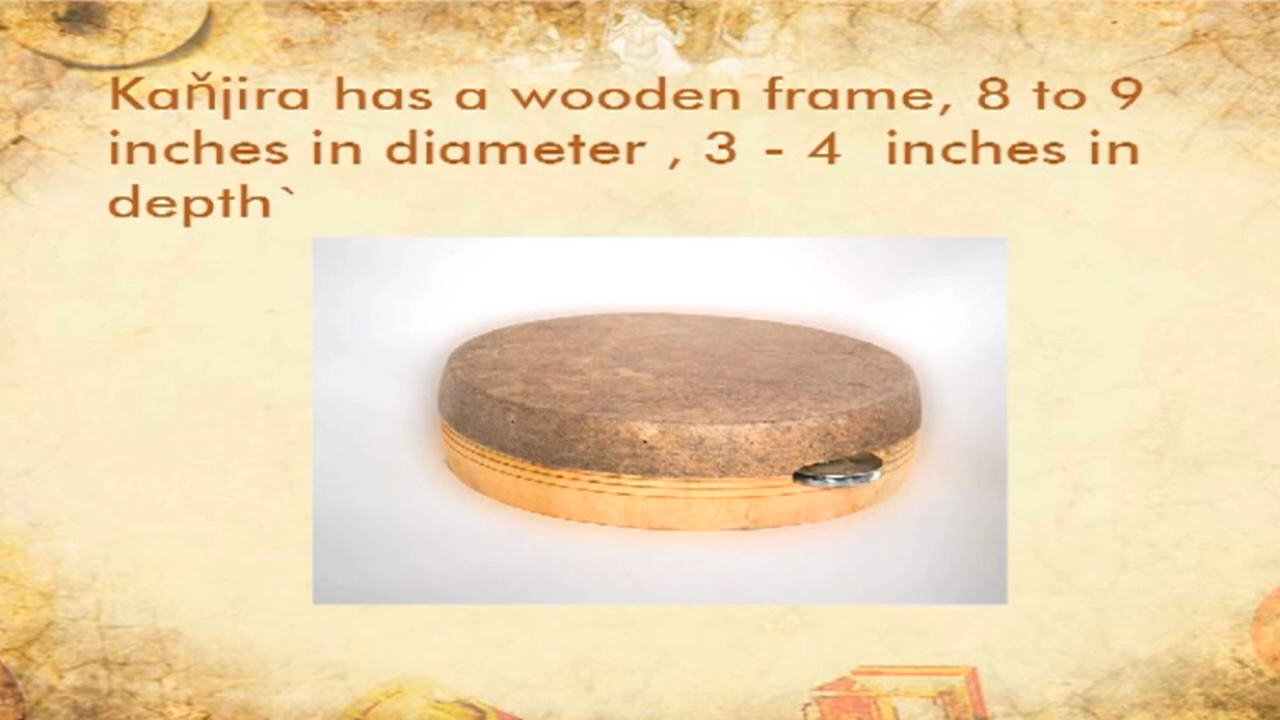 Kaňjira has a wooden frame, 8 to 9
inches in diameter , 3 - 4  inches in
depth`